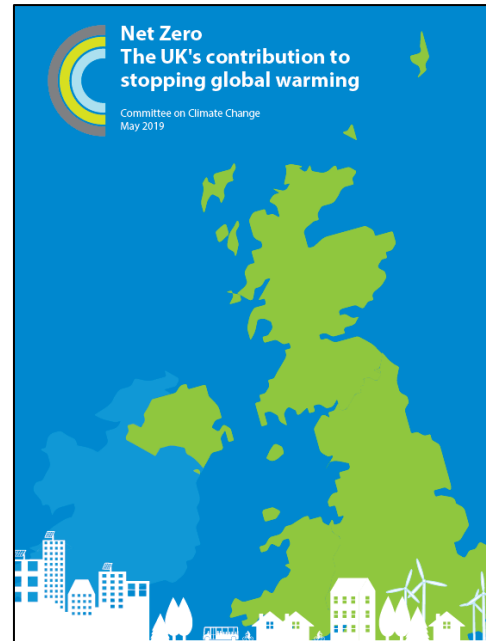 Net Zero
The UK's contribution to
stopping global warming
Committee on Climate Change
May 2019